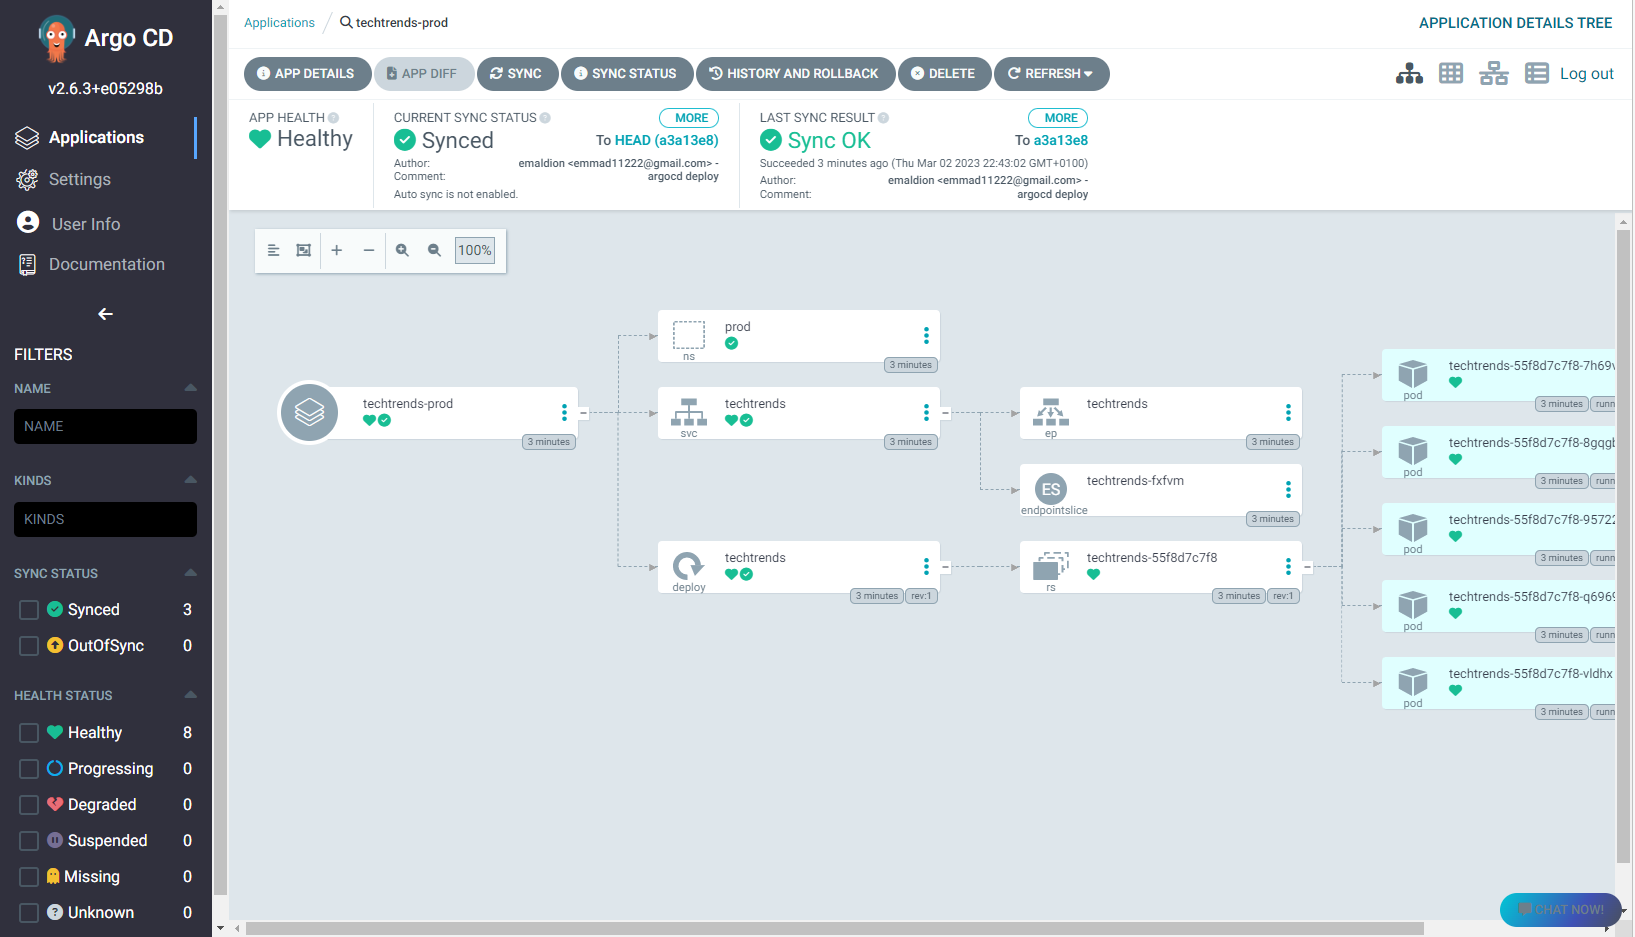 Argo CD
v2.6.3+e05298b
Applications
Settings
User Info
Documentation
FILTERS
NAME
NAME
KINDS
KINDS
SYNC STATUS
Synced 3
OutOfSync 0
HEALTH STATUS
Healthy 8
Progressing 0
Degraded 0
Suspended 0
Missing 0
Unknown 0
Applications / techtrends-prod
APPLICATION DETAILS TREE
APP DETAILS APP DIFF SYNC SYNC STATUS HISTORY AND ROLLBACK DELETE REFRESH
Log out
APP HEALTH
Healthy
CURRENT SYNC STATUS MORE
Synced To HEAD (a3a13e8)
Author: emaldion <emmad11222@gmail.com> -
Comment: argocd deploy
Auto sync is not enabled.
LAST SYNC RESULT MORE
Sync OK To a3a13e8
Succeeded 3 minutes ago (Thu Mar 02 2023 22:43:02 GMT+0100)
Author: emaldion <emmad11222@gmail.com> -
Comment: argocd deploy
100%
techtrends-prod
3 minutes
prod
ns
3 minutes
techtrends
svc
3 minutes
techtrends
deploy
3 minutes rev:1
techtrends
ep
3 minutes
ES
techtrends-fxfvm
endpointslice
3 minutes
techtrends-55f8d7c7f8
rs
3 minutes rev:1
techtrends-55f8d7c7f8-7h69v
pod
3 minutes runn
techtrends-55f8d7c7f8-8gqgb
pod
3 minutes runn
techtrends-55f8d7c7f8-95722
pod
3 minutes runn
techtrends-55f8d7c7f8-q6969
pod
3 minutes runn
techtrends-55f8d7c7f8-vldhx
pod
3 minutes runn
CHAT NOW!